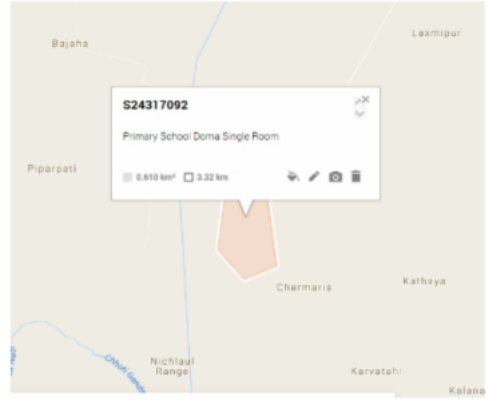 Bajaha
Laxmipur
S24317092
Primary School Doma Single Room
Piparpati
0.610 km²
3.32 km
Charmaria
Kathaya
Nichlaul
Range
Karvatahi
Kalana